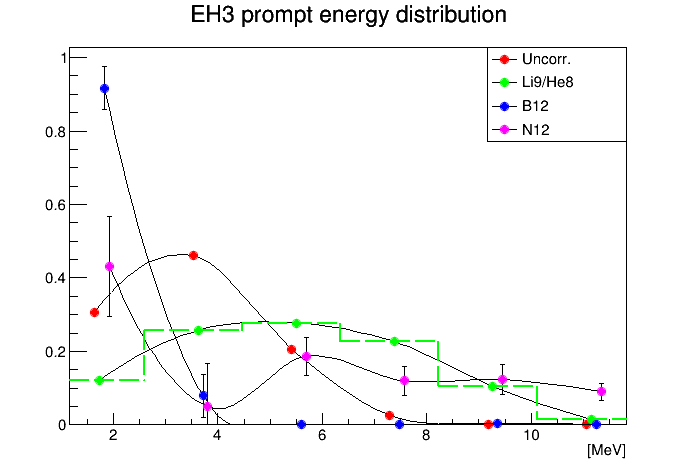 EH3 prompt energy distribution
1
Uncorr.
Li9/He8
B12
N12
0.8
0.6
0.4
0.2
0
2
4
6
8
10
[MeV]